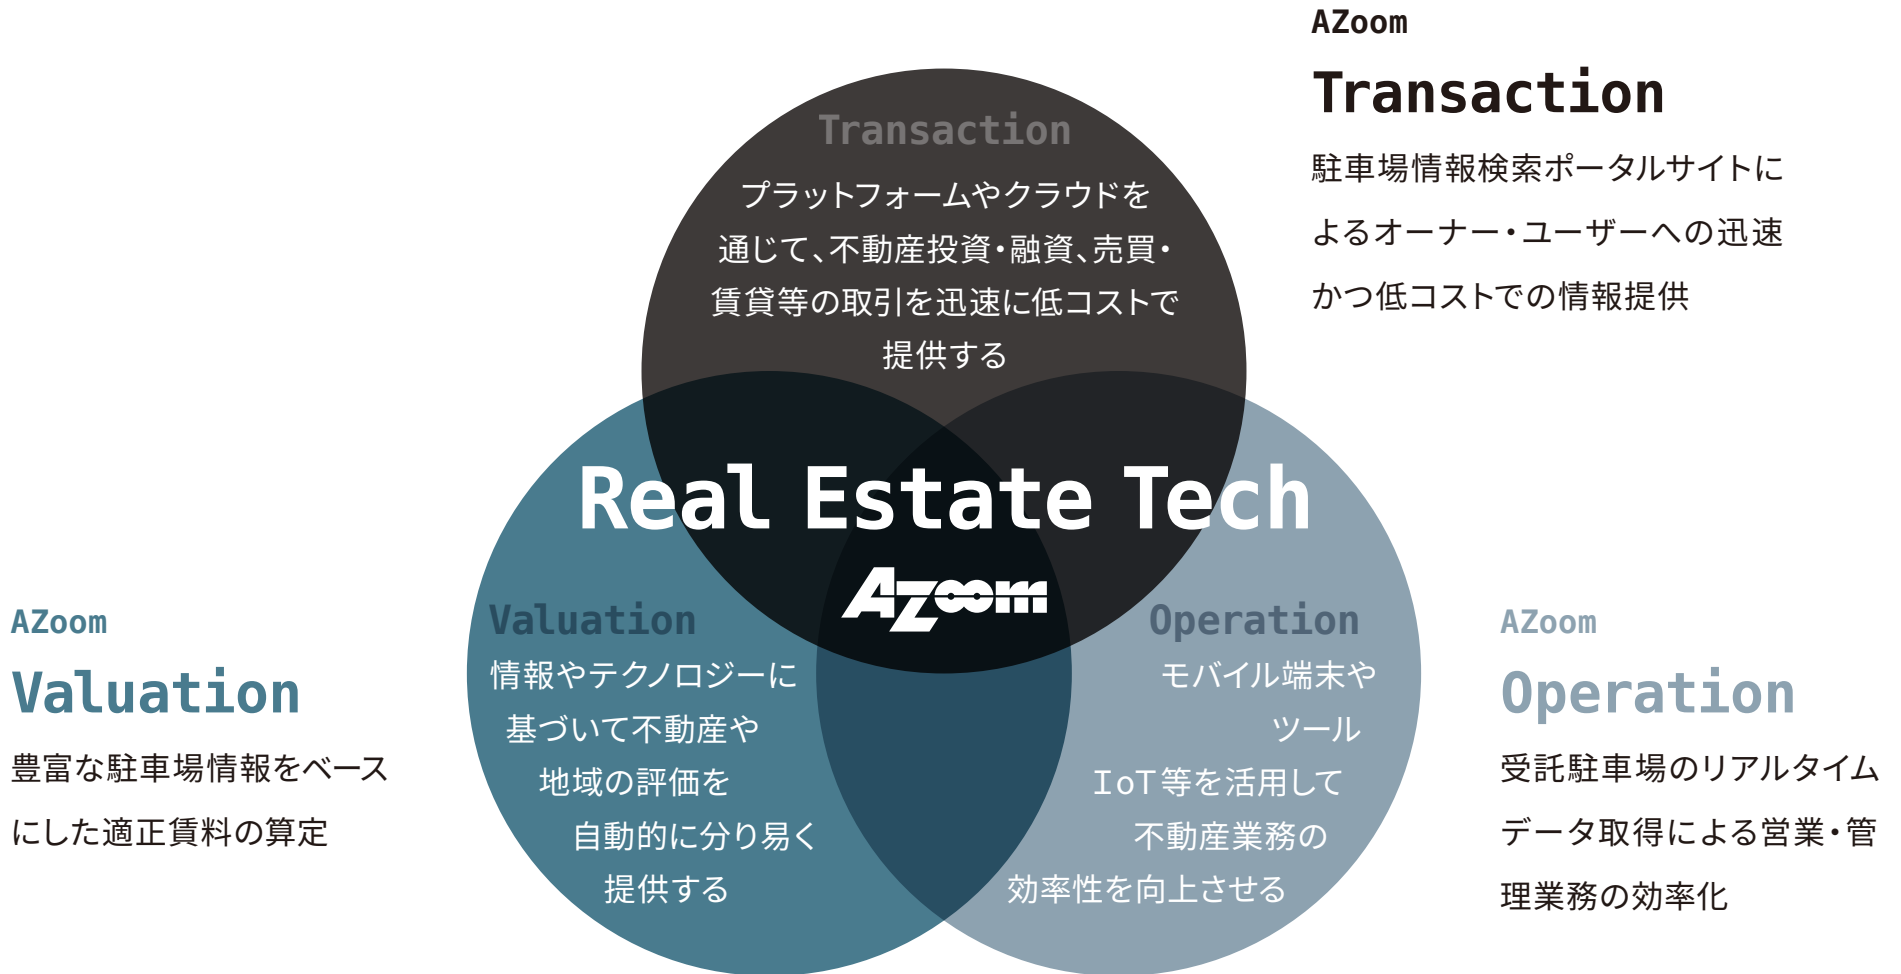 AZoom
Transaction
駐車場情報検索ポータルサイトに
よるオーナー・ユーザーへの迅速
かつ低コストでの情報提供
Transaction
プラットフォームやクラウドを
通じて、不動産投資・融資、売買・
賃貸等の取引を迅速に低コストで
提供する
Real Estate Tech
AZoom
Valuation
情報やテクノロジーに
基づいて不動産や
地域の評価を
自動的に分り易く
提供する
Operation
モバイル端末や
ツール
IoT等を活用して
不動産業務の
効率性を向上させる
AZoom
Valuation
豊富な駐車場情報をベース
にした適正賃料の算定
AZoom
Operation
受託駐車場のリアルタイム
データ取得による営業・管
理業務の効率化